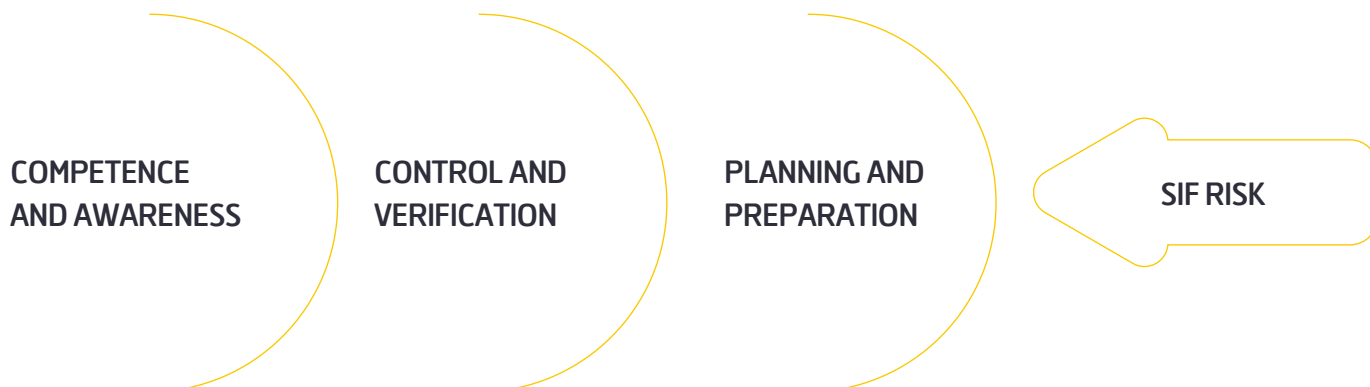 COMPETENCE
AND AWARENESS
CONTROL AND
VERIFICATION
PLANNING AND
PREPARATION
SIF RISK